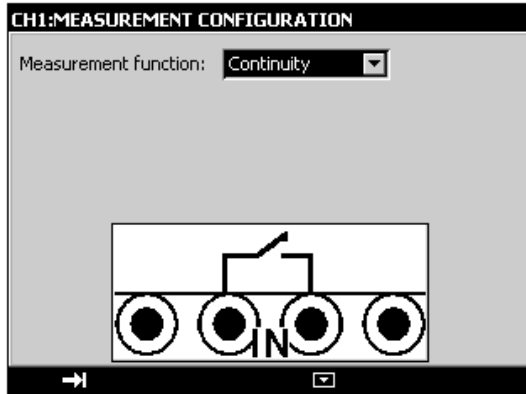 CH1:MEASUREMENT CONFIGURATION
Measurement function: Continuity
IN